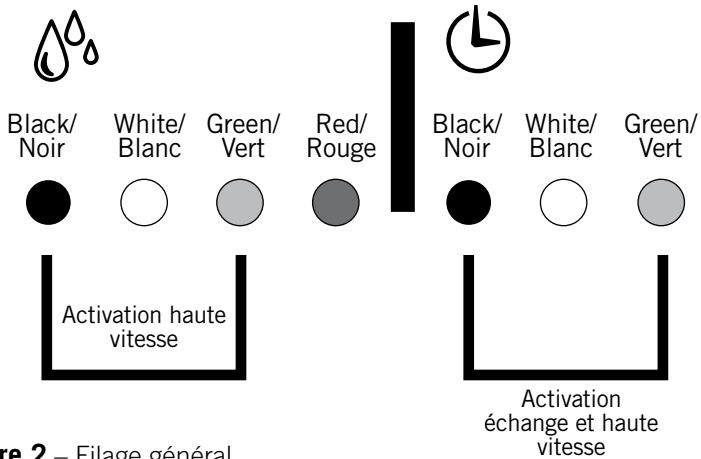 Black/ White/ Green/ Red/ Black/ White/ Green/
Noir Blanc Vert Rouge Noir Blanc Vert
Activation haute
vitesse
Activation
échange et haute
vitesse
re 2 – Filage général